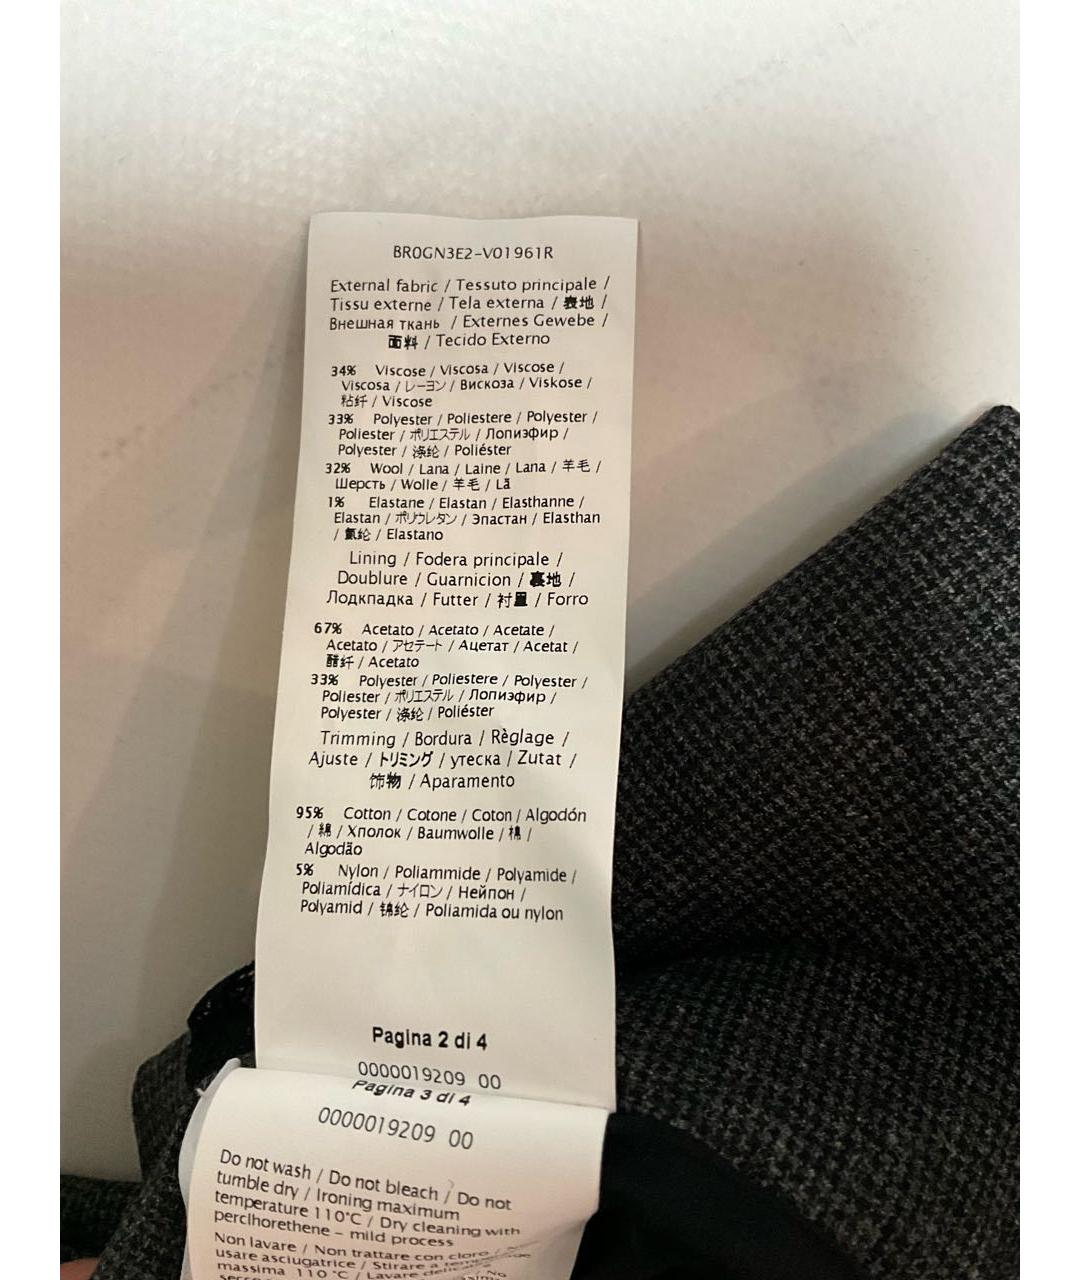 BR0GN3E2-V01961R
External fabric / Tessuto principale /
Tissu externe / Tela externa / 表地 /
Внешная ткань / Externes Gewebe /
面料 / Tecido Externo
34% Viscose / Viscosa / Viscose /
Viscosa / レーヨン / Вискоза / Viskose /
粘纤 / Viscose
33% Polyester / Poliestere / Polyester /
Poliester / ポリエステル / Лопиэфир /
Polyester / 涤纶 / Poliéster
32% Wool / Lana / Laine / Lana / 羊毛 /
Шерсть / Wolle / 羊毛 / Lã
1% Elastane / Elastan / Elasthanne /
Elastan / ポリウレタン / Эпастан / Elasthan
/ 氨纶 / Elastano
Lining / Fodera principale /
Doublure / Guarnicion / 裏地 /
Лодкпадка / Futter / 衬里 / Forro
67% Acetato / Acetato / Acetate /
Acetato / アセテート / Ацетат / Acetat /
醋纤 / Acetato
33% Polyester / Poliestere / Polyester /
Poliester / ポリエステル / Лопиэфир /
Polyester / 涤纶 / Poliéster
Trimming / Bordura / Règlage /
Ajuste / トリミング / утеска / Zutat /
饰物 / Aparamento
95% Cotton / Cotone / Coton / Algodón
/ 綿 / Хполок / Baumwolle / 棉 /
Algodão
5% Nylon / Poliammide / Polyamide /
Poliamídica / ナイロン / Нейпон /
Polyamid / 锦纶 / Poliamida ou nylon
Pagina 2 di 4
0000019209 00
Pagina 3 di 4
0000019209 00
Do not wash / Do not bleach / Do not
tumble dry / Ironing maximum
temperature 110°C / Dry cleaning with
perclhorethene - mild process
Non lavare / Non trattare con cloro /
usare asciugatrice / Stirare a
massima 110 °C / Lavare